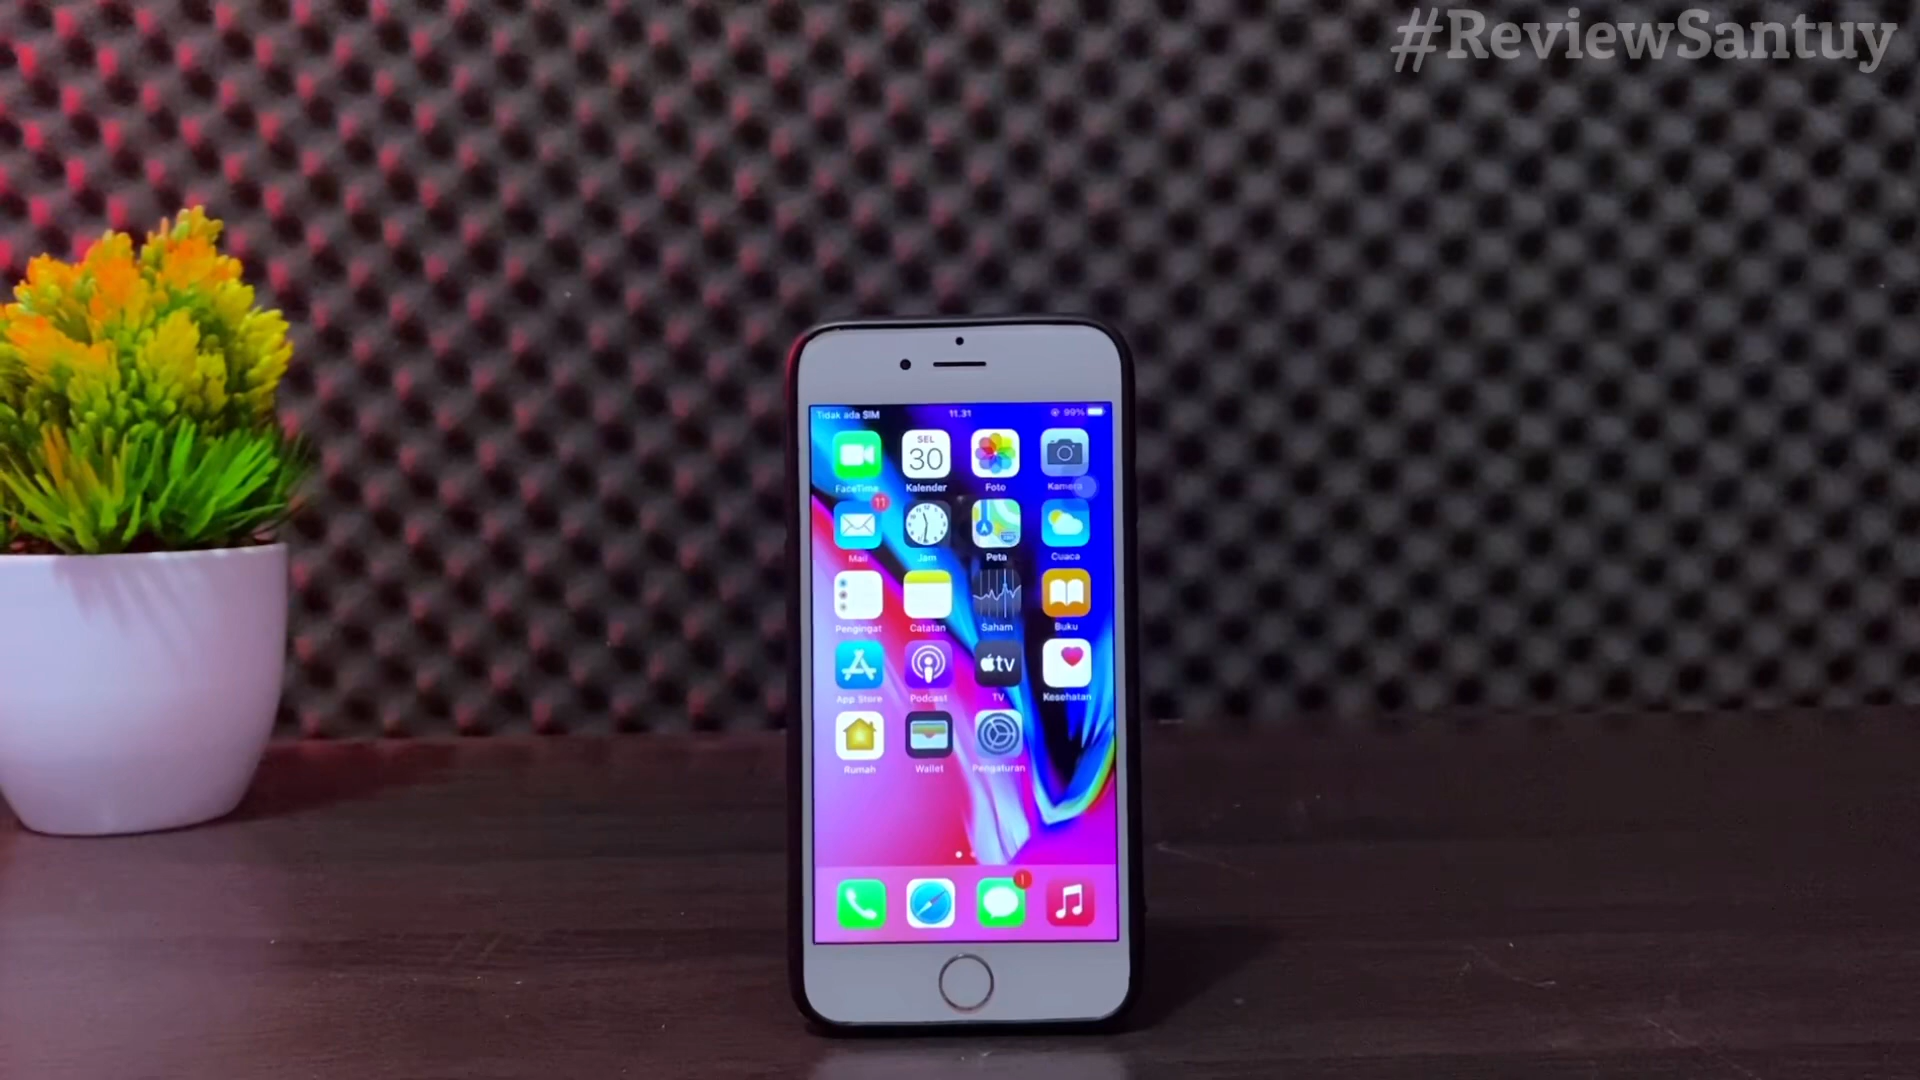 #ReviewSantuy
Tidak ada SIM 11.31 99%
SEL
30
FaceTime Kalender Foto Kamera
11
Mail Jam Peta Cuaca
Pengingat Catatan Saham Buku
tv
App Store Podcast TV Kesehatan
Rumah Wallet Pengaturan
1